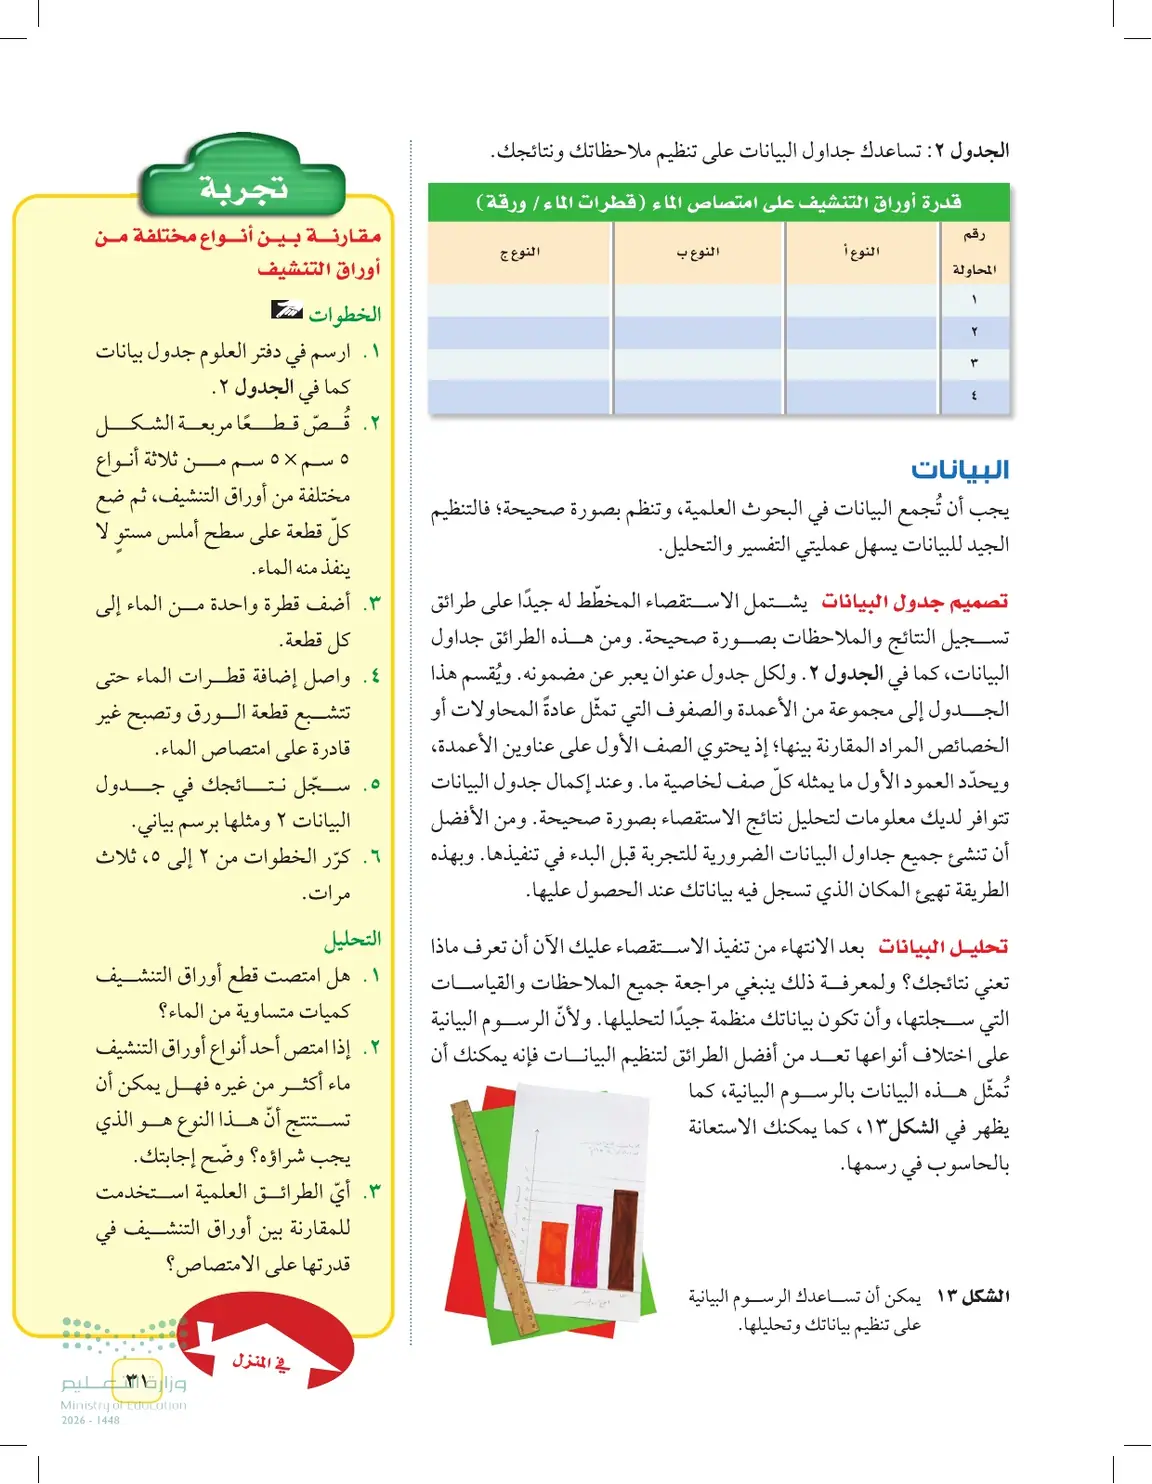 الجدول ٢: تساعدك جداول البيانات على تنظيم ملاحظاتك ونتائجك.
قدرة أوراق التنشيف على امتصاص الماء (قطرات الماء/ ورقة)
رقم المحاولة
النوع أ
النوع ب
النوع ج
١
٢
٣
٤
البيانات
يجب أن تُجمع البيانات في البحوث العلمية، وتنظم بصورة صحيحة؛ فالتنظيم
الجيد للبيانات يسهل عمليتي التفسير والتحليل.
تصميم جدول البيانات يشتمل الاستقصاء المخطّط له جيدًا على طرائق
تسجيل النتائج والملاحظات بصورة صحيحة. ومن هذه الطرائق جداول
البيانات، كما في الجدول ٢. ولكل جدول عنوان يعبر عن مضمونه. ويُقسم هذا
الجدول إلى مجموعة من الأعمدة والصفوف التي تمثّل عادةً المحاولات أو
الخصائص المراد المقارنة بينها؛ إذ يحتوي الصف الأول على عناوين الأعمدة،
ويحدّد العمود الأول ما يمثله كلّ صف لخاصية ما. وعند إكمال جدول البيانات
تتوافر لديك معلومات لتحليل نتائج الاستقصاء بصورة صحيحة. ومن الأفضل
أن تنشئ جميع جداول البيانات الضرورية للتجربة قبل البدء في تنفيذها. وبهذه
الطريقة تهيئ المكان الذي تسجل فيه بياناتك عند الحصول عليها.
تحليل البيانات بعد الانتهاء من تنفيذ الاستقصاء عليك الآن أن تعرف ماذا
تعني نتائجك؟ ولمعرفة ذلك ينبغي مراجعة جميع الملاحظات والقياسات
التي سجلتها، وأن تكون بياناتك منظمة جيدًا لتحليلها. ولأنّ الرسوم البيانية
على اختلاف أنواعها تعد من أفضل الطرائق لتنظيم البيانات فإنه يمكنك أن
تُمثّل هذه البيانات بالرسوم البيانية، كما
يظهر في الشكل١٣، كما يمكنك الاستعانة
بالحاسوب في رسمها.
الشكل ١٣ يمكن أن تساعدك الرسوم البيانية
على تنظيم بياناتك وتحليلها.
تجربة
مقارنة بين أنواع مختلفة من
أوراق التنشيف
الخطوات
١. ارسم في دفتر العلوم جدول بيانات
كما في الجدول ٢.
٢. قُصّ قطعًا مربعة الشكل
٥ سم × ٥ سم من ثلاثة أنواع
مختلفة من أوراق التنشيف، ثم ضع
كلّ قطعة على سطح أملس مستوٍ لا
ينفذ منه الماء.
٣. أضف قطرة واحدة من الماء إلى
كل قطعة.
٤. واصل إضافة قطرات الماء حتى
تتشبع قطعة الورق وتصبح غير
قادرة على امتصاص الماء.
٥. سجّل نتائجك في جدول
البيانات ٢ ومثلها برسم بياني.
٦. كرّر الخطوات من ٢ إلى ٥، ثلاث
مرات.
التحليل
١. هل امتصت قطع أوراق التنشيف
كميات متساوية من الماء؟
٢. إذا امتص أحد أنواع أوراق التنشيف
ماء أكثر من غيره فهل يمكن أن
تستنتج أنّ هذا النوع هو الذي
يجب شراؤه؟ وضّح إجابتك.
٣. أيّ الطرائق العلمية استخدمت
للمقارنة بين أوراق التنشيف في
قدرتها على الامتصاص؟
في المنزل
وزارة التعليم
Ministry of Education
2026 - 1448
٣١